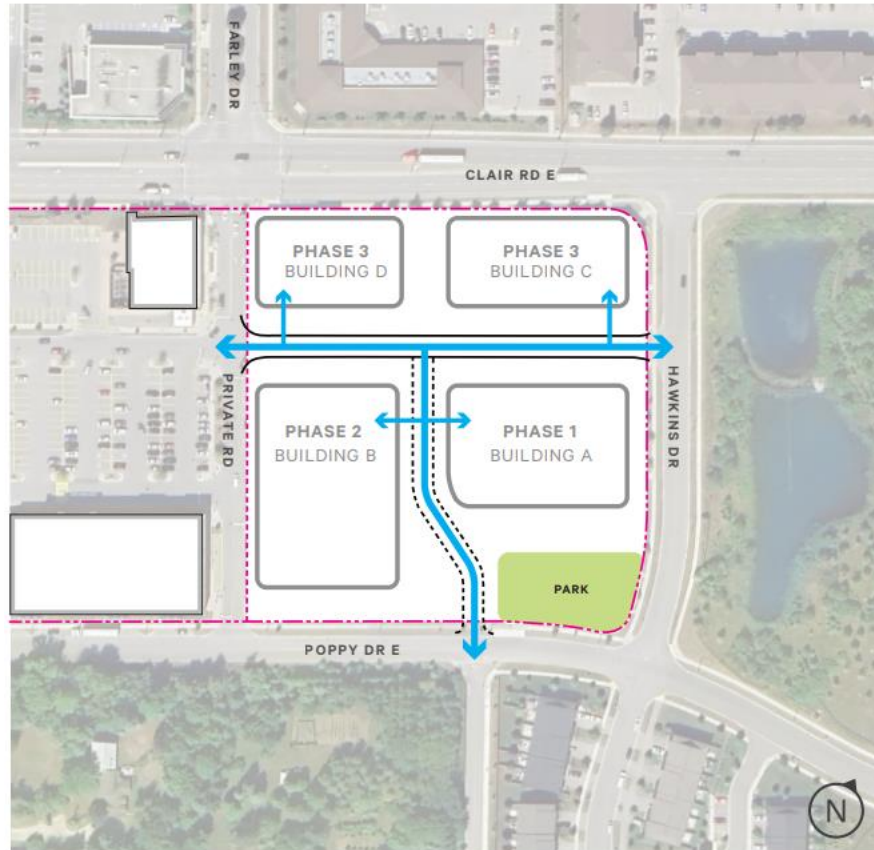 FARLEY DR
CLAIR RD E
PHASE 3
BUILDING D
PHASE 3
BUILDING C
PRIVATE RD
HAWKINS DR
PHASE 2
BUILDING B
PHASE 1
BUILDING A
PARK
POPPY DR E
N